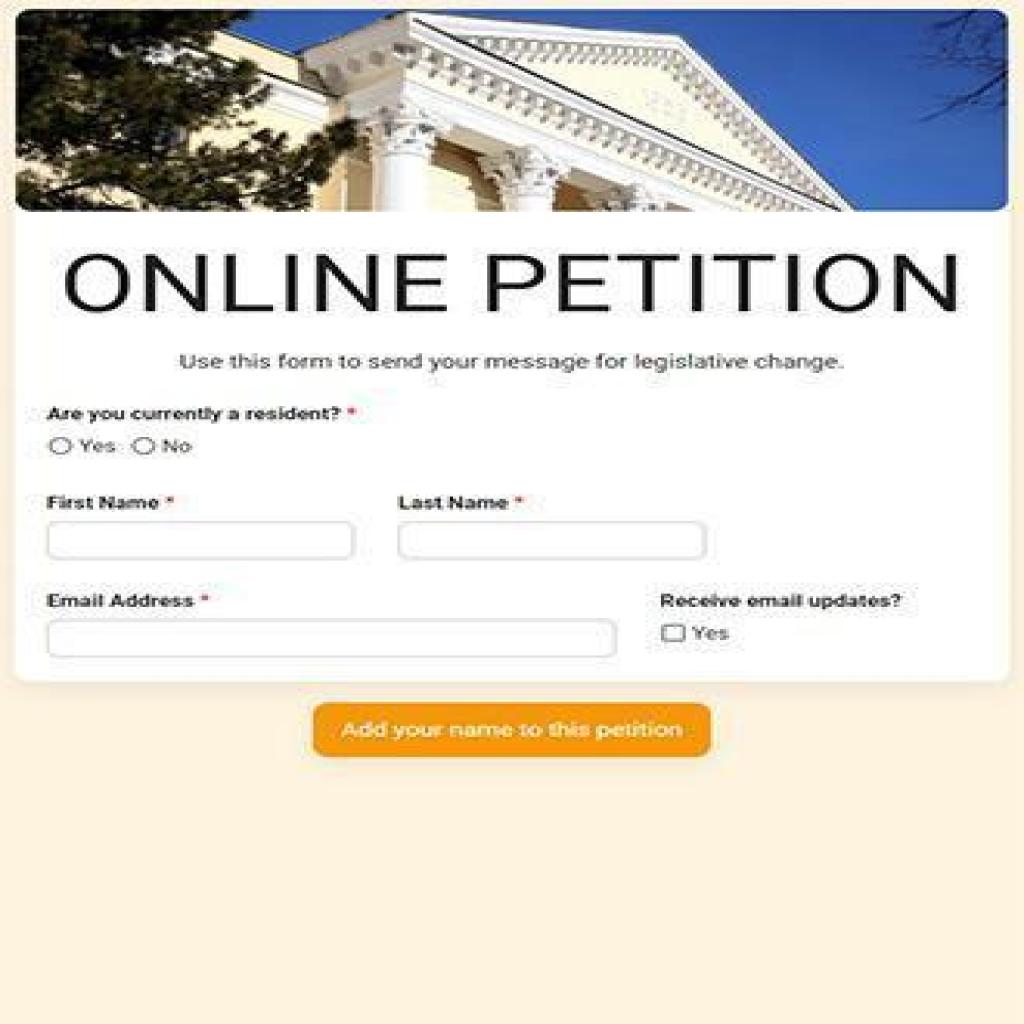 ONLINE PETITION
Use this form to send your message for legislative change.
Are you currently a resident? *
Yes No
First Name * Last Name *
Email Address * Receive email updates?
Yes
Add your name to this petition